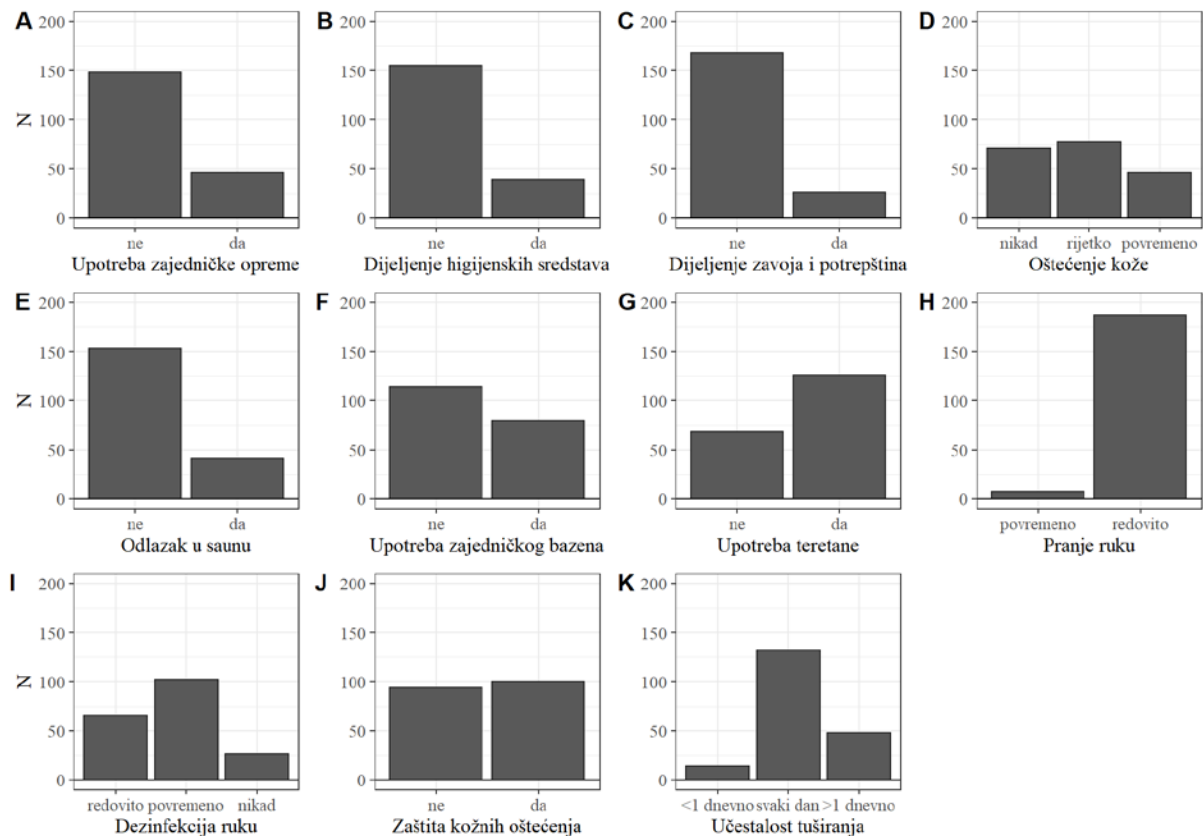 A B C D
200 200 200 200
150 150 150 150
N 100 100 100 100
50 50 50 50
0 0 0 0
ne da ne da ne da nikad rijetko povremeno
Upotreba zajedničke opreme Dijeljenje higijenskih sredstava Dijeljenje zavoja i potrepština Oštećenje kože
E F G H
200 200 200 200
150 150 150 150
N 100 100 100 100
50 50 50 50
0 0 0 0
ne da ne da ne da povremeno redovito
Odlazak u saunu Upotreba zajedničkog bazena Upotreba teretane Pranje ruku
I J K
200 200 200
150 150 150
N 100 100 100
50 50 50
0 0 0
redovito povremeno nikad ne da <1 dnevno svaki dan >1 dnevno
Dezinfekcija ruku Zaštita kožnih oštećenja Učestalost tuširanja